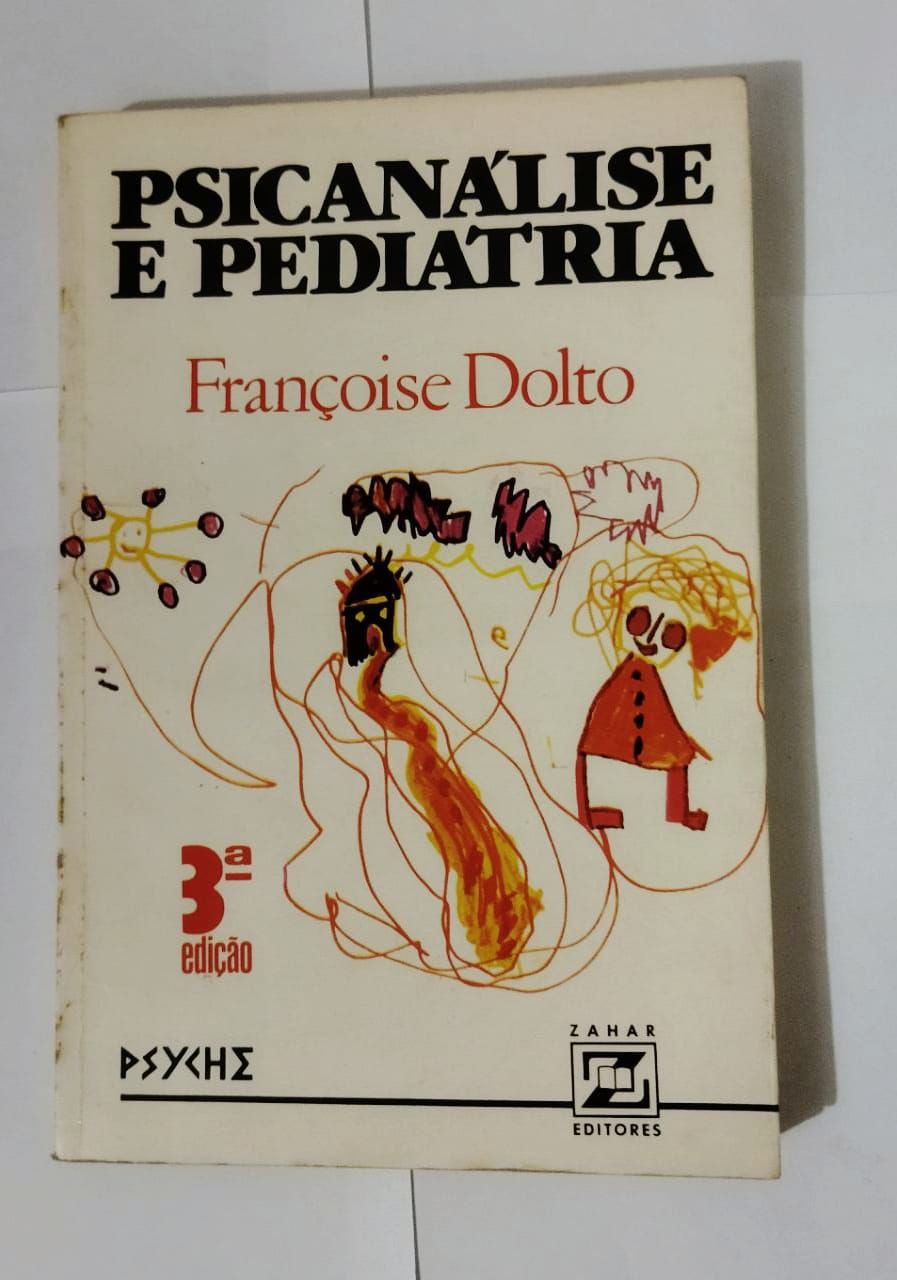 PSICANÁLISE
E PEDIATRIA
Françoise Dolto
3ª
edição
PSYCHE
ZAHAR
EDITORES